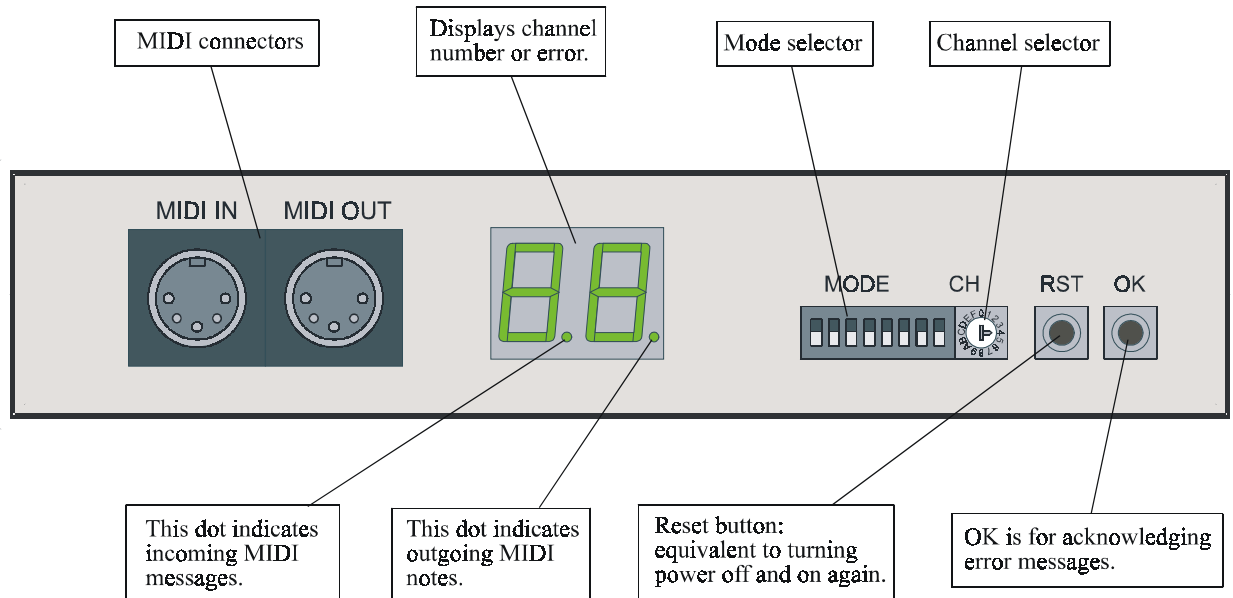 MIDI connectors
Displays channel
number or error.
Mode selector
Channel selector
MIDI IN
MIDI OUT
MODE
CH
RST
OK
0123456789ABCDEF
This dot indicates
incoming MIDI
messages.
This dot indicates
outgoing MIDI
notes.
Reset button:
equivalent to turning
power off and on again.
OK is for acknowledging
error messages.